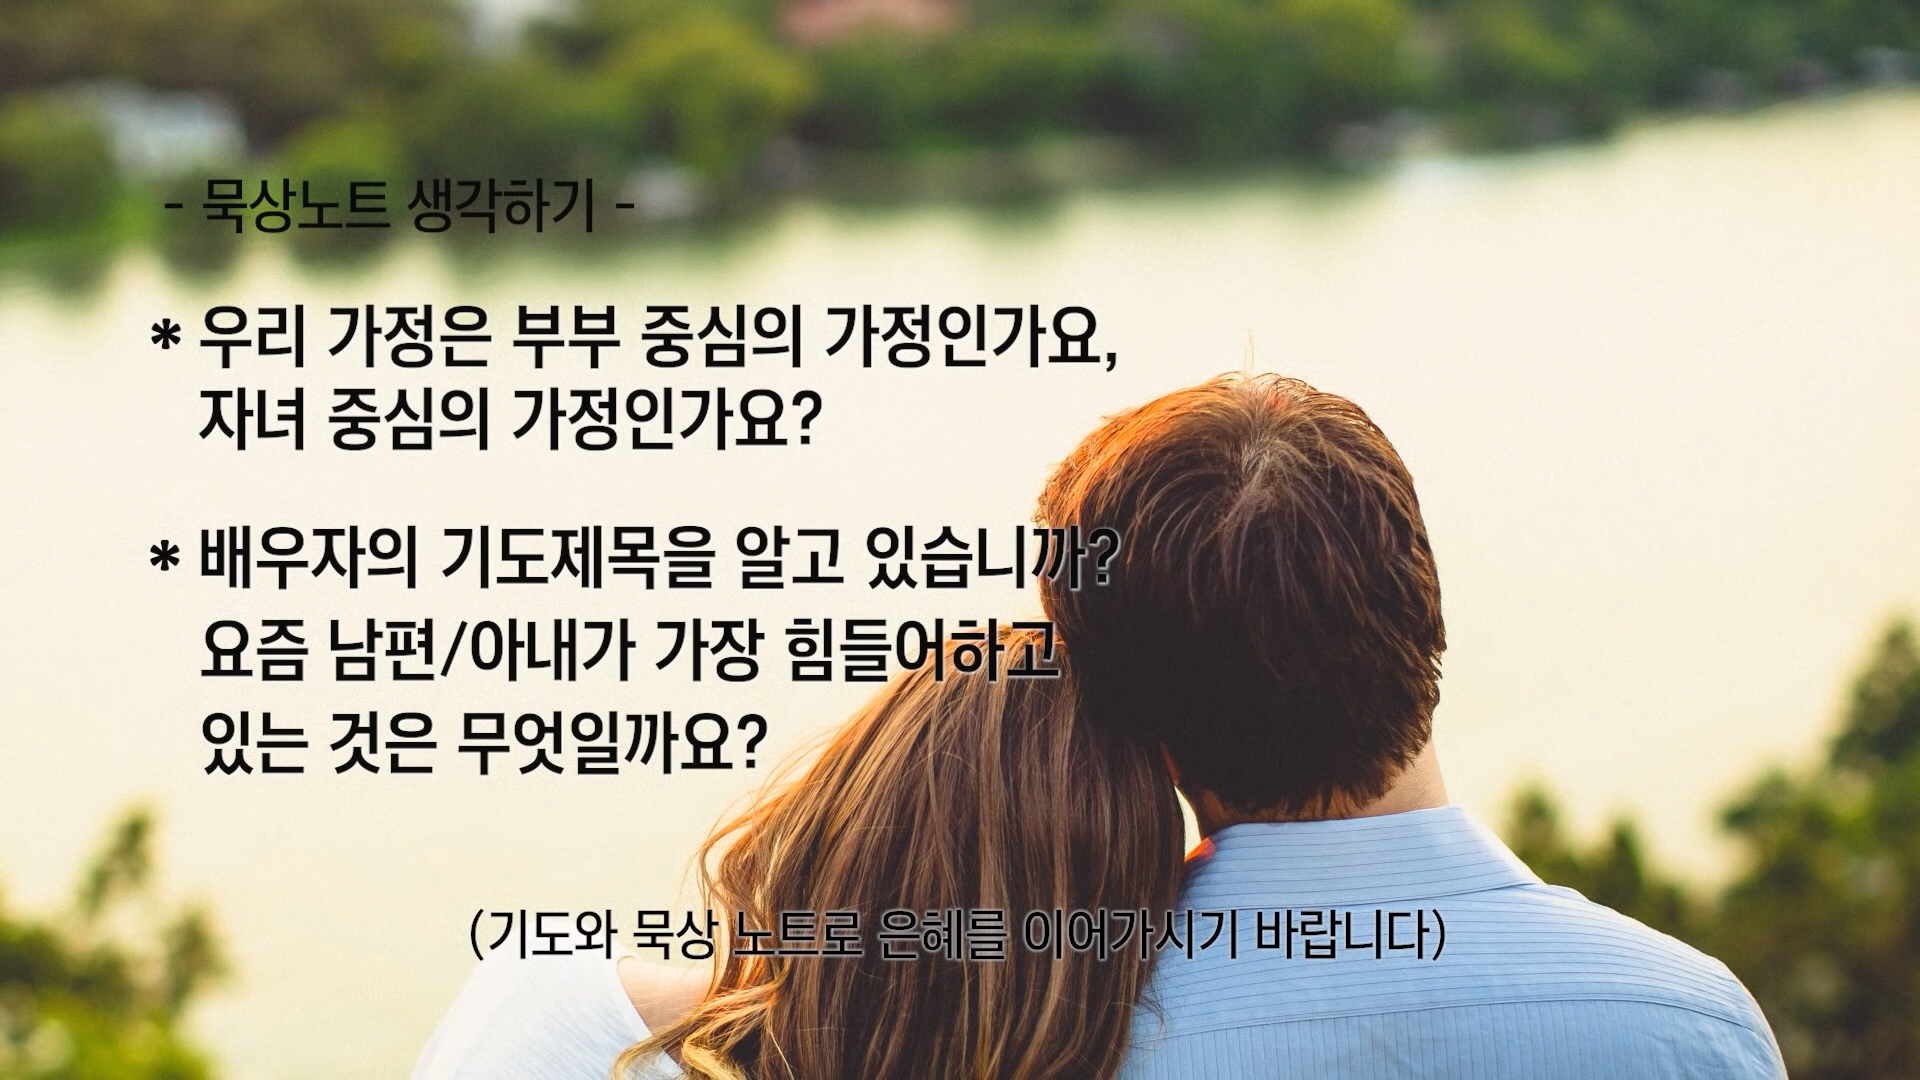 - 묵상노트 생각하기 -
* 우리 가정은 부부 중심의 가정인가요,
자녀 중심의 가정인가요?
* 배우자의 기도제목을 알고 있습니까?
요즘 남편/아내가 가장 힘들어하고
있는 것은 무엇일까요?
(기도와 묵상 노트로 은혜를 이어가시기 바랍니다)